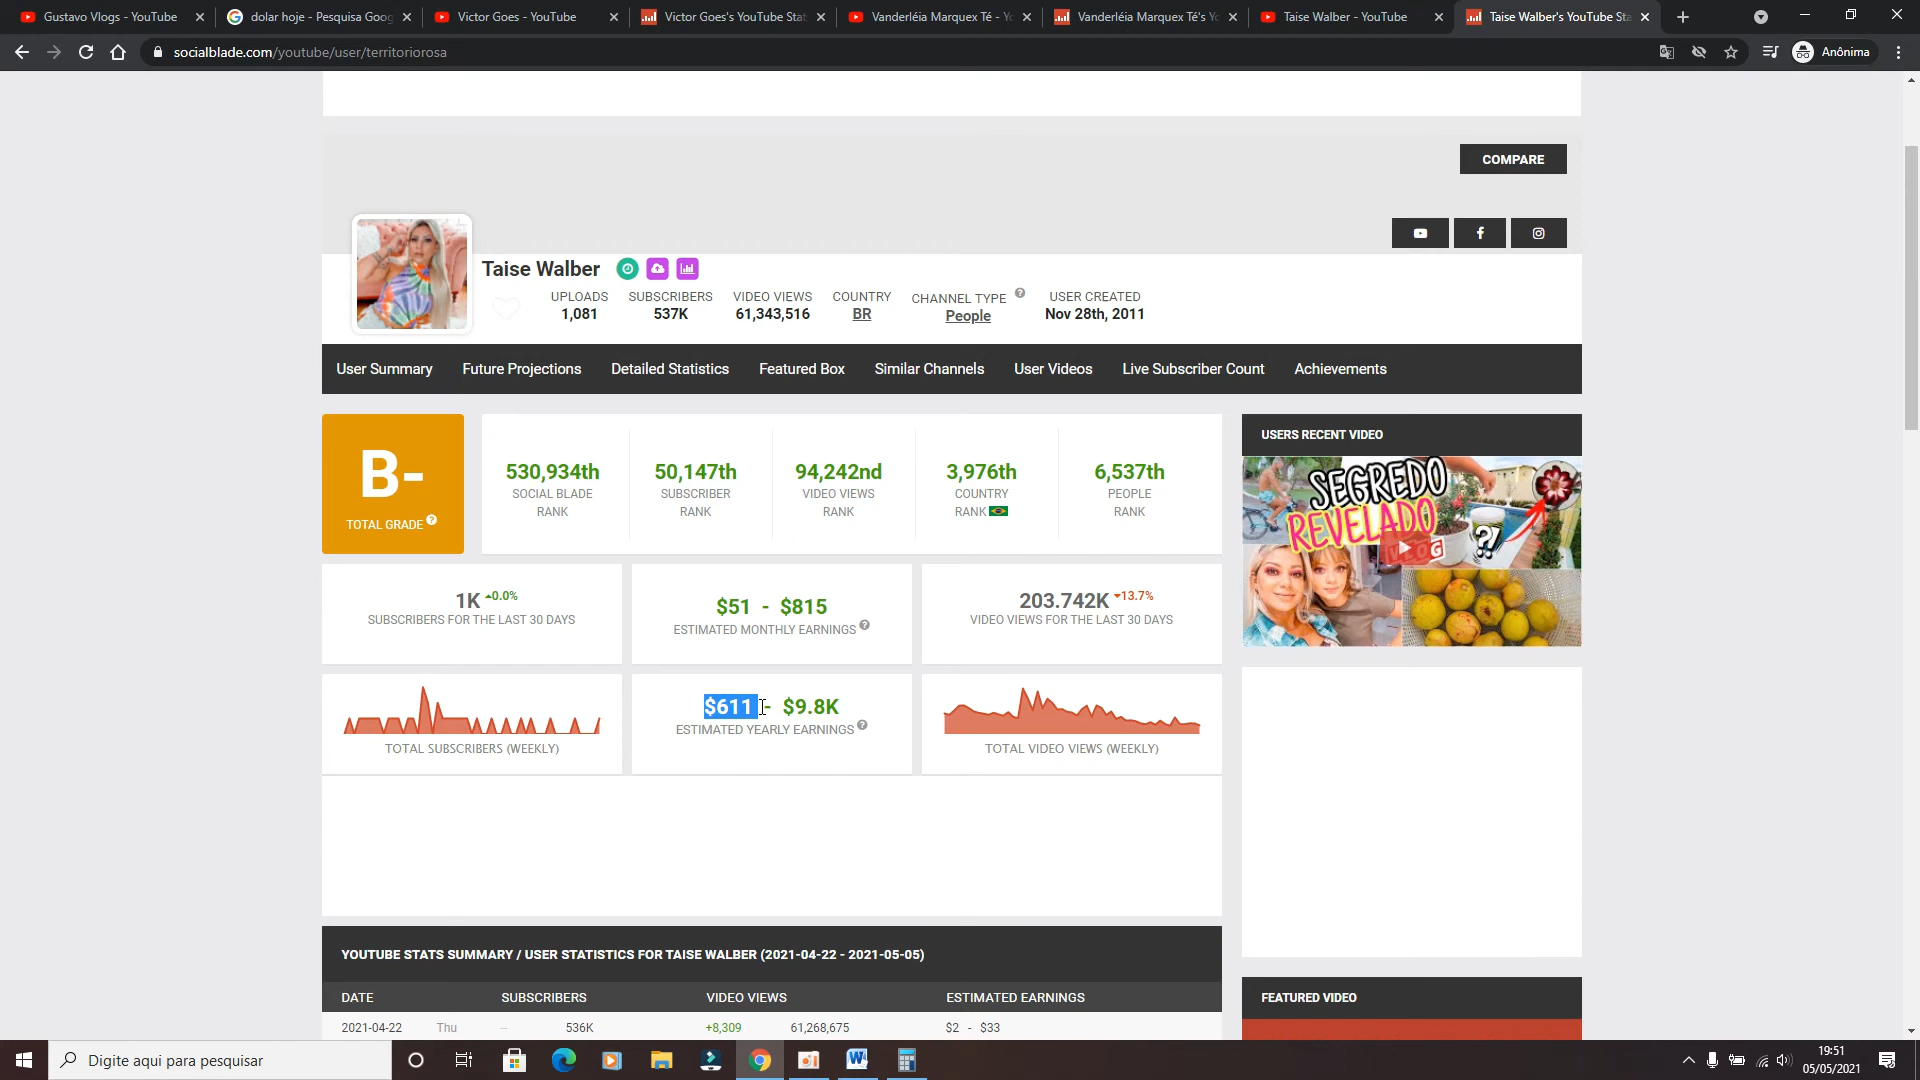 Gustavo Vlogs - YouTube
dolar hoje - Pesquisa Goog
Victor Goes - YouTube
Victor Goes's YouTube Stat
Vanderléia Marquex Té - Yo
Vanderléia Marquex Té's Yo
Taise Walber - YouTube
Taise Walber's YouTube Sta
socialblade.com/youtube/user/territoriorosa
Anônima
COMPARE
Taise Walber
UPLOADS SUBSCRIBERS VIDEO VIEWS COUNTRY CHANNEL TYPE ? USER CREATED
1,081 537K 61,343,516 BR People Nov 28th, 2011
User Summary Future Projections Detailed Statistics Featured Box Similar Channels User Videos Live Subscriber Count Achievements
B-
TOTAL GRADE ?
530,934th
SOCIAL BLADE
RANK
50,147th
SUBSCRIBER
RANK
94,242nd
VIDEO VIEWS
RANK
3,976th
COUNTRY
RANK
6,537th
PEOPLE
RANK
USERS RECENT VIDEO
SEGREDO
REVELADO
VLOG
?!
1K 0.0%
SUBSCRIBERS FOR THE LAST 30 DAYS
$51 - $815
ESTIMATED MONTHLY EARNINGS ?
203.742K 13.7%
VIDEO VIEWS FOR THE LAST 30 DAYS
TOTAL SUBSCRIBERS (WEEKLY)
$611 - $9.8K
ESTIMATED YEARLY EARNINGS ?
TOTAL VIDEO VIEWS (WEEKLY)
YOUTUBE STATS SUMMARY / USER STATISTICS FOR TAISE WALBER (2021-04-22 - 2021-05-05)
DATE SUBSCRIBERS VIDEO VIEWS ESTIMATED EARNINGS
2021-04-22 Thu -- 536K +8,309 61,268,675 $2 - $33
FEATURED VIDEO
Digite aqui para pesquisar
19:51
05/05/2021